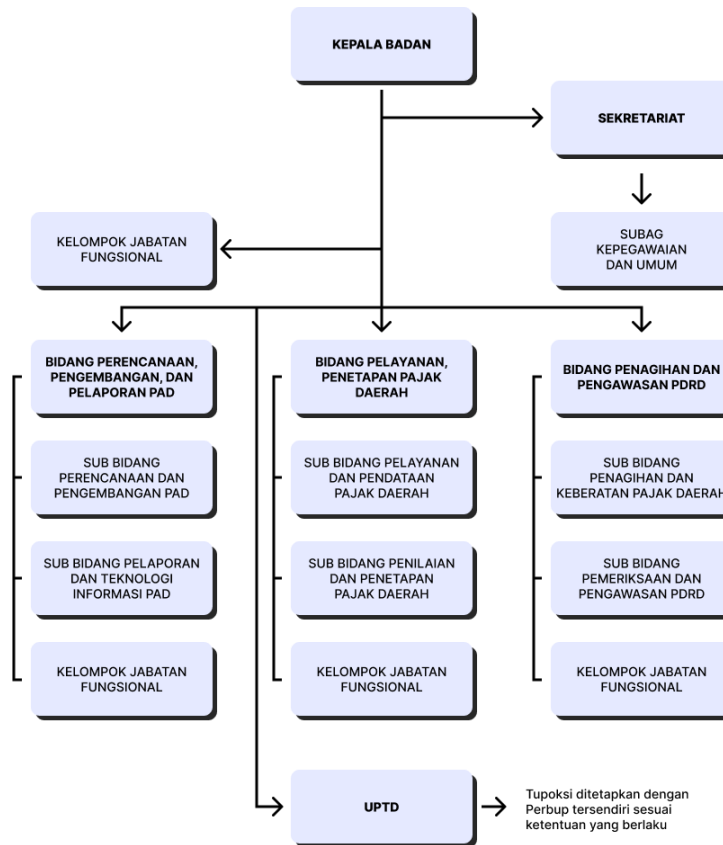 KEPALA BADAN
SEKRETARIAT
KELOMPOK JABATAN
FUNGSIONAL
SUBAG
KEPEGAWAIAN
DAN UMUM
BIDANG PERENCANAAN,
PENGEMBANGAN, DAN
PELAPORAN PAD
BIDANG PELAYANAN,
PENETAPAN PAJAK
DAERAH
BIDANG PENAGIHAN DAN
PENGAWASAN PDRD
SUB BIDANG
PERENCANAAN DAN
PENGEMBANGAN PAD
SUB BIDANG PELAYANAN
DAN PENDATAAN
PAJAK DAERAH
SUB BIDANG
PENAGIHAN DAN
KEBERATAN PAJAK DAERAH
SUB BIDANG PELAPORAN
DAN TEKNOLOGI
INFORMASI PAD
SUB BIDANG PENILAIAN
DAN PENETAPAN
PAJAK DAERAH
SUB BIDANG
PEMERIKSAAN DAN
PENGAWASAN PDRD
KELOMPOK JABATAN
FUNGSIONAL
KELOMPOK JABATAN
FUNGSIONAL
KELOMPOK JABATAN
FUNGSIONAL
UPTD
Tupoksi ditetapkan dengan
Perbup tersendiri sesuai
ketentuan yang berlaku